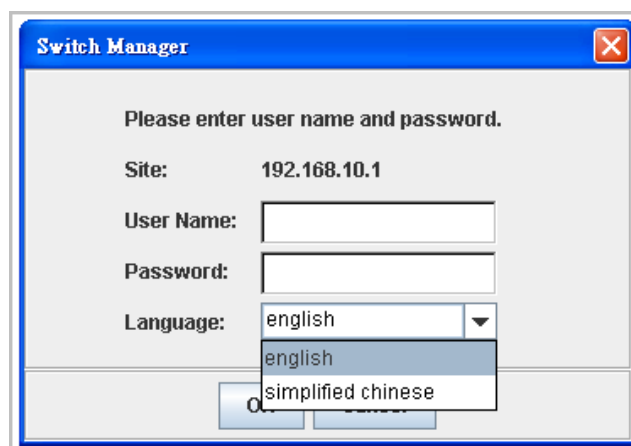 Switch Manager
Please enter user name and password.
Site: 192.168.10.1
User Name:
Password:
Language: english
english
simplified chinese